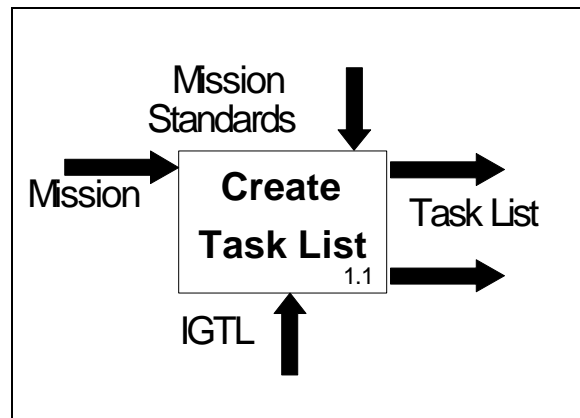 Mission
Standards
Mission
Create
Task List
1.1
Task List
IGTL